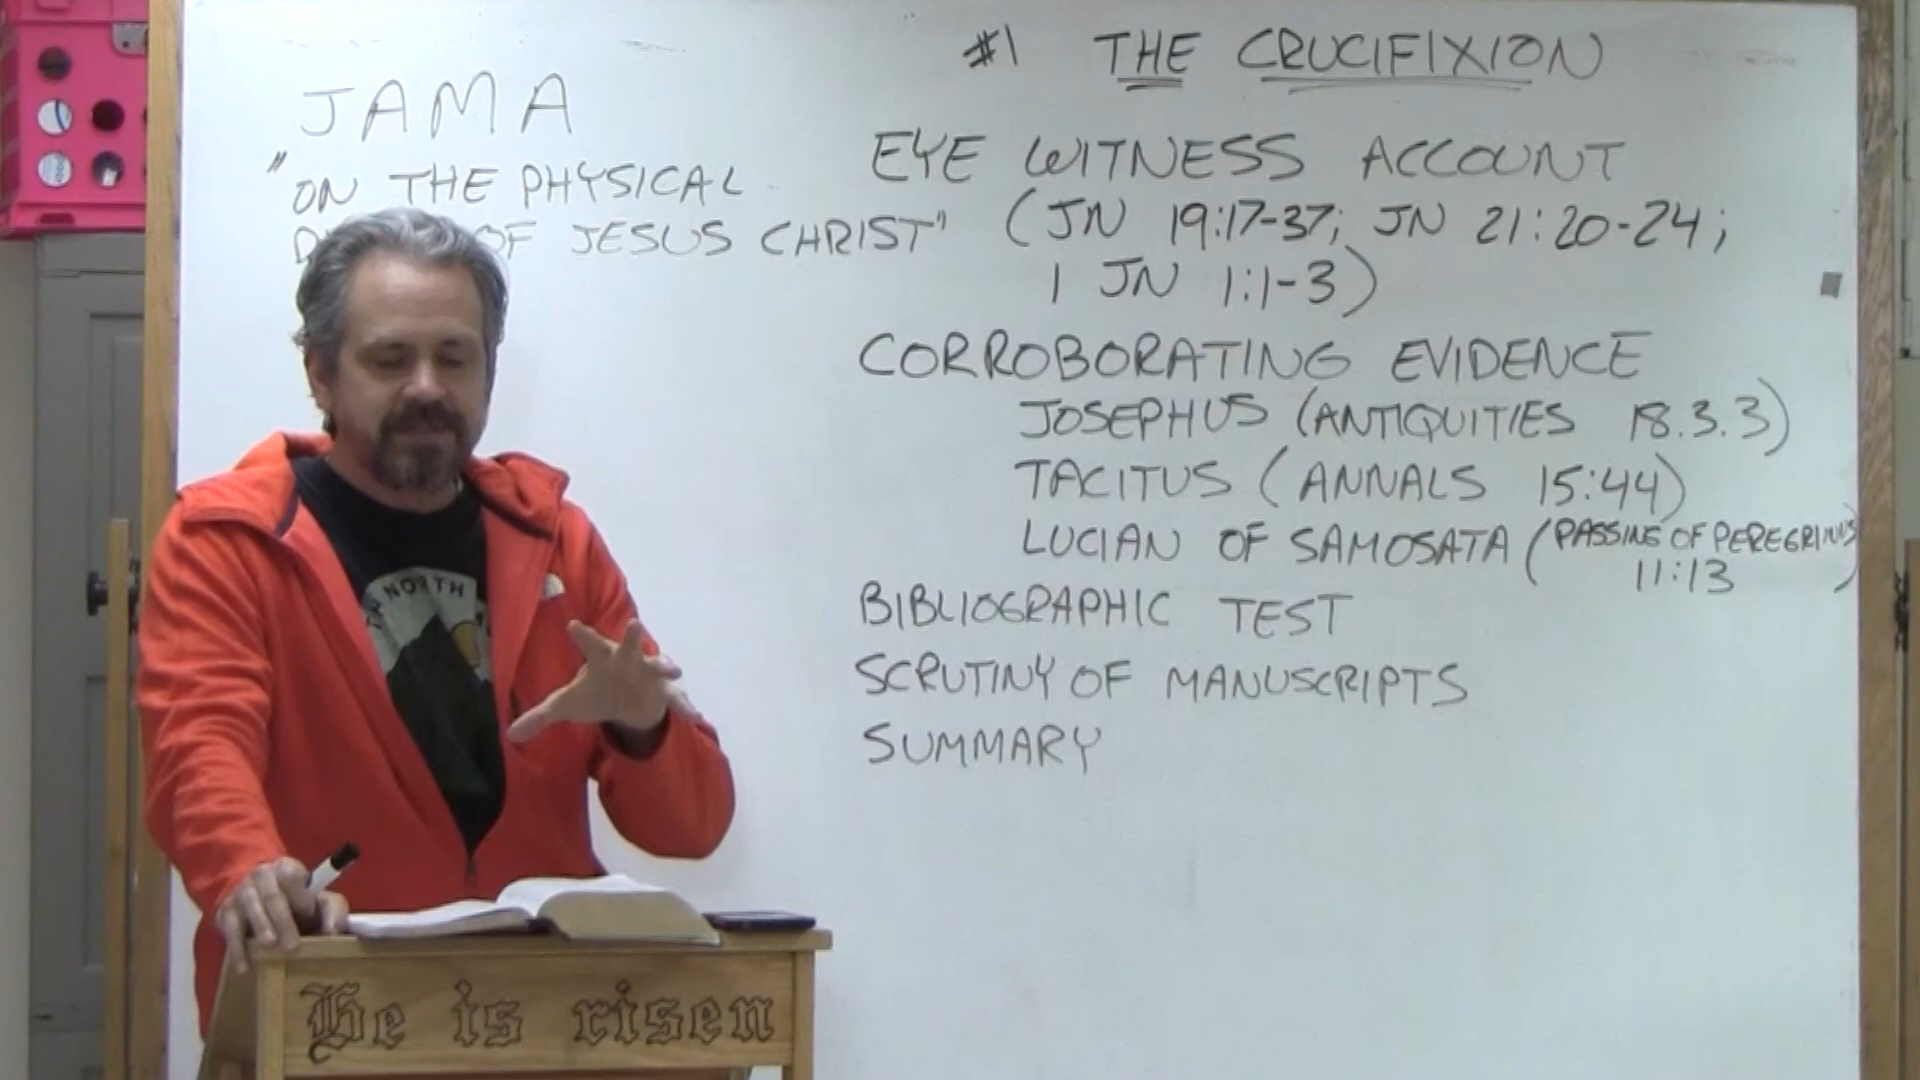 JAMA
"ON THE PHYSICAL
OF JESUS CHRIST"
#1 THE CRUCIFIXION
EYE WITNESS ACCOUNT
(JN 19:17-37; JN 21:20-24;
1 JN 1:1-3)
CORROBORATING EVIDENCE
JOSEPHUS (ANTIQUITIES 18.3.3)
TACITUS (ANNALS 15:44)
LUCIAN OF SAMOSATA (PASSING OF PEREGRINUS
11:13)
BIBLIOGRAPHIC TEST
SCRUTINY OF MANUSCRIPTS
SUMMARY
NORTH
He is risen